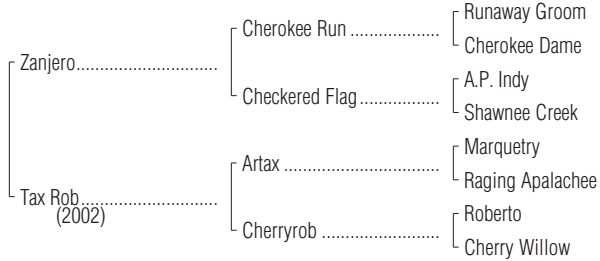 Runaway Groom
Cherokee Run ..................
Cherokee Dame
Zanjero.............................
A.P. Indy
Checkered Flag................
Shawnee Creek
Marquetry
Artax ................................
Raging Apalachee
Tax Rob............................
(2002)
Roberto
Cherryrob ........................
Cherry Willow